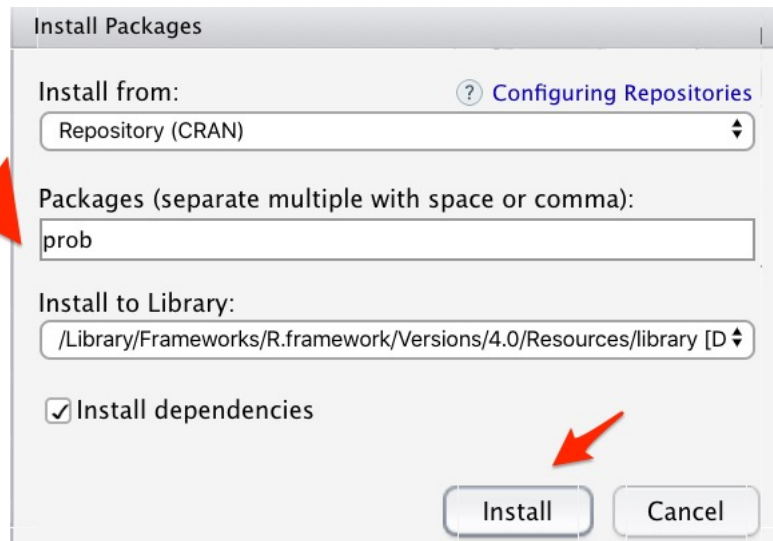 Install Packages
Install from:
? Configuring Repositories
Repository (CRAN)
Packages (separate multiple with space or comma):
prob
Install to Library:
/Library/Frameworks/R.framework/Versions/4.0/Resources/library [D
Install dependencies
Install
Cancel